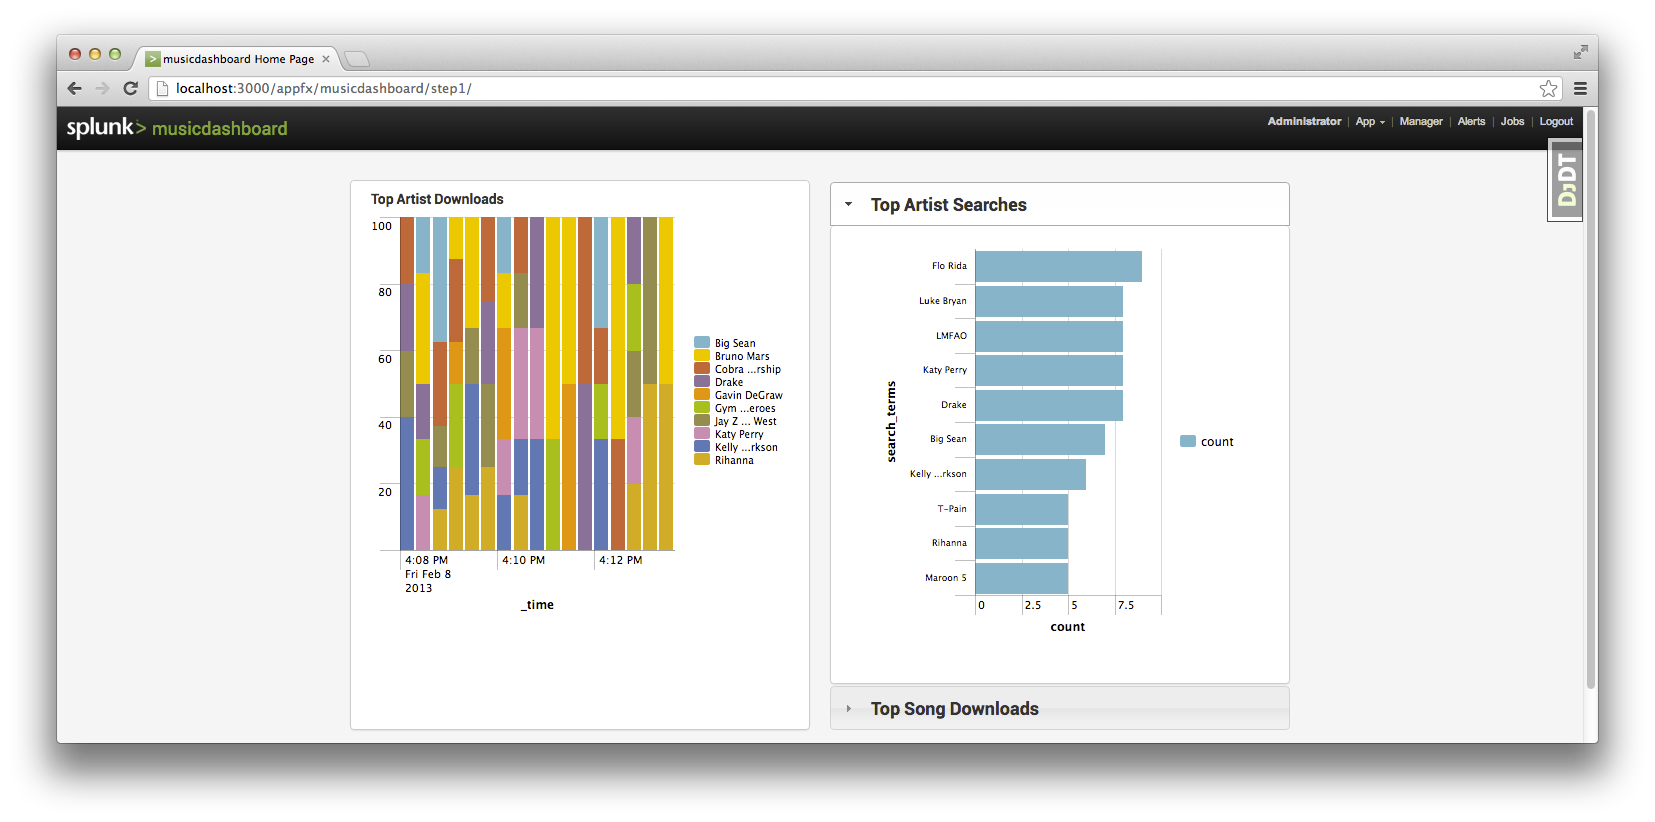 musicdashboard Home Page
localhost:3000/appfx/musicdashboard/step1/
splunk> musicdashboard
Administrator | App | Manager | Alerts | Jobs | Logout
DjDT
Top Artist Downloads
100
80
60
40
20
4:08 PM
Fri Feb 8
2013
4:10 PM
4:12 PM
_time
Big Sean
Bruno Mars
Cobra ...rship
Drake
Gavin DeGraw
Gym ...eroes
Jay Z ... West
Katy Perry
Kelly ...rkson
Rihanna
Top Artist Searches
search_terms
Flo Rida
Luke Bryan
LMFAO
Katy Perry
Drake
Big Sean
Kelly ...rkson
T-Pain
Rihanna
Maroon 5
0
2.5
5
7.5
count
count
Top Song Downloads